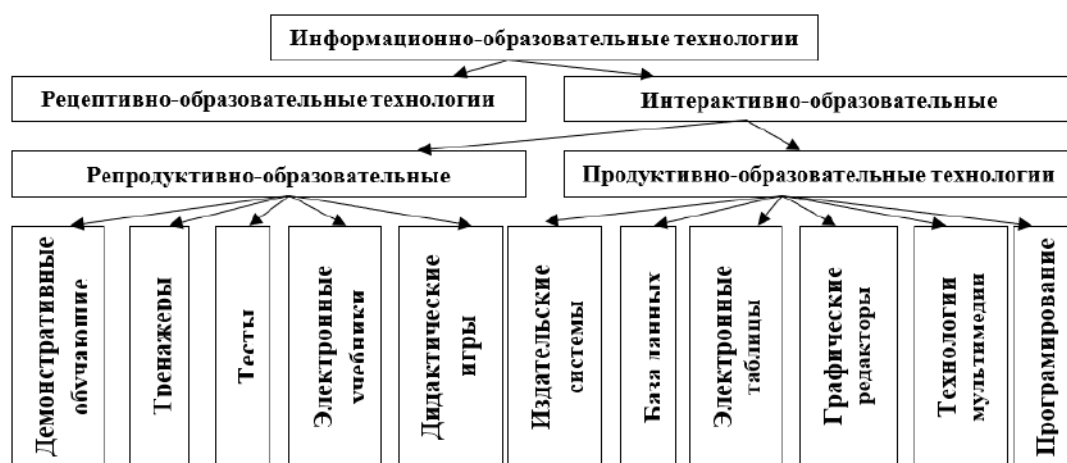 Информационно-образовательные технологии
Рецептивно-образовательные технологии
Интерактивно-образовательные
Репродуктивно-образовательные
Продуктивно-образовательные технологии
Демонстративные
обучающие
Тренажеры
Тесты
Электронные
учебники
Дидактические
игры
Издательские
системы
База данных
Электронные
таблицы
Графические
редакторы
Технологии
мультимедии
Програмирование